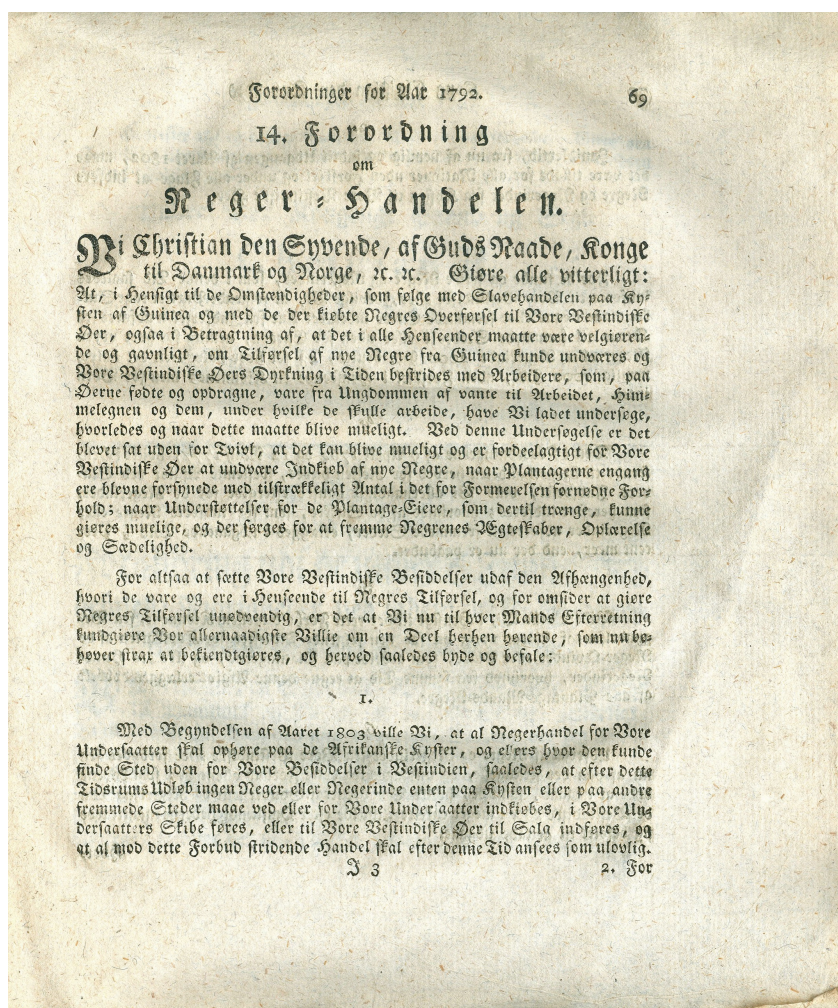 Forordninger for Aar 1792. 69
14. Forordning
om
Neger-Handelen.
Vi Christian den Syvende, af Guds Naade, Konge
til Danmark og Norge, ꝛc. ꝛc. Giøre alle vitterligt:
At, i Hensigt til de Omstændigheder, som følge med Slavehandelen paa Ky-
sten af Guinea og med de der kiøbte Negres Overførsel til Vore Vestindiske
Øer, ogsaa i Betragtning af, at det i alle Henseender maatte være velgiøren-
de og gavnligt, om Tilførsel af nye Negre fra Guinea kunde undværes og
Vore Vestindiske Øers Dyrkning i Tiden bestrides med Arbeidere, som, paa
Øerne fødte og opdragne, vare fra Ungdommen af vante til Arbeidet, Him-
melegnen og dem, under hvilke de skulle arbeide, have Vi ladet undersøge,
hvorledes og naar dette maatte blive mueligt. Ved denne Undersøgelse er det
blevet sat uden for Tvivl, at det kan blive mueligt og er fordeelagtigt for Vore
Vestindiske Øer at undvære Indkiøb af nye Negre, naar Plantagerne engang
ere blevne forsynede med tilstrækkeligt Antal i det for Formerelsen fornødne For-
hold; naar Understøttelser for de Plantage-Eiere, som dertil trænge, kunne
giøres muelige, og der sørges for at fremme Negrenes Ægteskaber, Oplærelse
og Sædelighed.
For altsaa at sætte Vore Vestindiske Besiddelser udaf den Afhængenhed,
hvori de vare og ere i Henseende til Negres Tilførsel, og for omsider at giøre
Negres Tilførsel unødvendig, er det at Vi nu til hver Mands Efterretning
kundgiøre Vor allernaadigste Villie om en Deel herhen hørende, som nu be-
høver strax at bekiendtgiøres, og herved saaledes byde og befale:
1.
Med Begyndelsen af Aaret 1803 ville Vi, at al Negerhandel for Vore
Undersaatter skal ophøre paa de Afrikanske Kyster, og ellers hvor den kunde
finde Sted uden for Vore Besiddelser i Vestindien, saaledes, at efter dette
Tidsrums Udløb ingen Neger eller Negerinde enten paa Kysten eller paa andre
fremmede Steder maae ved eller for Vore Undersaatter indkiøbes, i Vore Un-
dersaatters Skibe føres, eller til Vore Vestindiske Øer til Salg indføres, og
at al mod dette Forbud stridende Handel skal efter denne Tid ansees som ulovlig.
J 3 2. For